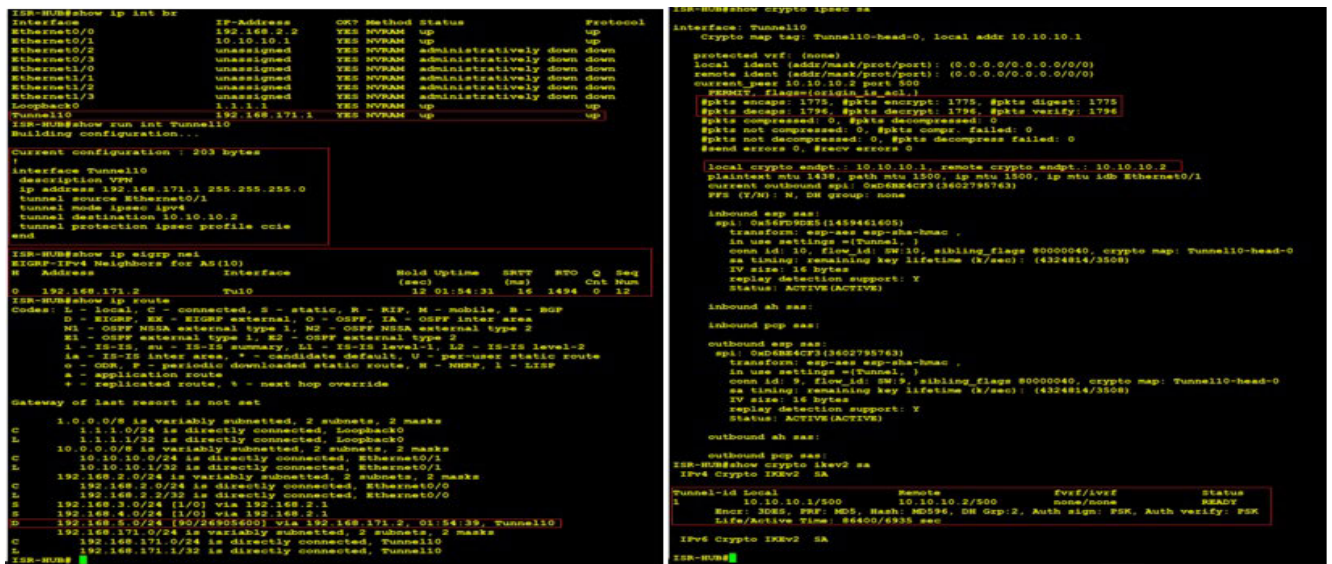 ISR-HUB#show ip int br
Interface IP-Address OK? Method Status Protocol
Ethernet0/0 192.168.2.2 YES NVRAM up up
Ethernet0/1 10.10.10.1 YES NVRAM up up
Ethernet0/2 unassigned YES NVRAM administratively down down
Ethernet0/3 unassigned YES NVRAM administratively down down
Ethernet1/0 unassigned YES NVRAM administratively down down
Ethernet1/1 unassigned YES NVRAM administratively down down
Ethernet1/2 unassigned YES NVRAM administratively down down
Ethernet1/3 unassigned YES NVRAM administratively down down
Loopback0 1.1.1.1 YES NVRAM up up
Tunnel10 192.168.171.1 YES NVRAM up up
ISR-HUB#show run int Tunnel10
Building configuration...
Current configuration : 203 bytes
!
interface Tunnel10
description VPN
ip address 192.168.171.1 255.255.255.0
tunnel source Ethernet0/1
tunnel mode ipsec ipv4
tunnel destination 10.10.10.2
tunnel protection ipsec profile ccie
end
ISR-HUB#show ip eigrp nei
EIGRP-IPv4 Neighbors for AS(10)
H Address Interface Hold Uptime SRTT RTO Q Seq
(sec) (ms) Cnt Num
0 192.168.171.2 Tu10 12 01:54:31 16 1494 0 12
ISR-HUB#show ip route
Codes: L - local, C - connected, S - static, R - RIP, M - mobile, B - BGP
D - EIGRP, EX - EIGRP external, O - OSPF, IA - OSPF inter area
N1 - OSPF NSSA external type 1, N2 - OSPF NSSA external type 2
E1 - OSPF external type 1, E2 - OSPF external type 2
i - IS-IS, su - IS-IS summary, L1 - IS-IS level-1, L2 - IS-IS level-2
ia - IS-IS inter area, * - candidate default, U - per-user static route
o - ODR, P - periodic downloaded static route, H - NHRP, l - LISP
a - application route
+ - replicated route, % - next hop override
Gateway of last resort is not set
1.0.0.0/8 is variably subnetted, 2 subnets, 2 masks
C 1.1.1.0/24 is directly connected, Loopback0
L 1.1.1.1/32 is directly connected, Loopback0
10.0.0.0/8 is variably subnetted, 2 subnets, 2 masks
C 10.10.10.0/24 is directly connected, Ethernet0/1
L 10.10.10.1/32 is directly connected, Ethernet0/1
192.168.2.0/24 is variably subnetted, 2 subnets, 2 masks
C 192.168.2.0/24 is directly connected, Ethernet0/0
L 192.168.2.2/32 is directly connected, Ethernet0/0
S 192.168.3.0/24 [1/0] via 192.168.2.1
S 192.168.4.0/24 [1/0] via 192.168.2.1
D 192.168.5.0/24 [90/26905600] via 192.168.171.2, 01:54:39, Tunnel10
192.168.171.0/24 is variably subnetted, 2 subnets, 2 masks
C 192.168.171.0/24 is directly connected, Tunnel10
L 192.168.171.1/32 is directly connected, Tunnel10
ISR-HUB#
ISR-HUB#show crypto ipsec sa
interface: Tunnel10
Crypto map tag: Tunnel10-head-0, local addr 10.10.10.1
protected vrf: (none)
local ident (addr/mask/prot/port): (0.0.0.0/0.0.0.0/0/0)
remote ident (addr/mask/prot/port): (0.0.0.0/0.0.0.0/0/0)
current_peer 10.10.10.2 port 500
PERMIT, flags={origin_is_acl,}
#pkts encaps: 1775, #pkts encrypt: 1775, #pkts digest: 1775
#pkts decaps: 1796, #pkts decrypt: 1796, #pkts verify: 1796
#pkts compressed: 0, #pkts decompressed: 0
#pkts not compressed: 0, #pkts compr. failed: 0
#pkts not decompressed: 0, #pkts decompress failed: 0
#send errors 0, #recv errors 0
local crypto endpt.: 10.10.10.1, remote crypto endpt.: 10.10.10.2
plaintext mtu 1438, path mtu 1500, ip mtu 1500, ip mtu idb Ethernet0/1
current outbound spi: 0xD6BE4CF3(3602795763)
PFS (Y/N): N, DH group: none
inbound esp sas:
spi: 0x56FD9DE5(1459461605)
transform: esp-aes esp-sha-hmac ,
in use settings ={Tunnel, }
conn id: 10, flow_id: SW:10, sibling_flags 80000040, crypto map: Tunnel10-head-0
sa timing: remaining key lifetime (k/sec): (4324814/3508)
IV size: 16 bytes
replay detection support: Y
Status: ACTIVE(ACTIVE)
inbound ah sas:
inbound pcp sas:
outbound esp sas:
spi: 0xD6BE4CF3(3602795763)
transform: esp-aes esp-sha-hmac ,
in use settings ={Tunnel, }
conn id: 9, flow_id: SW:9, sibling_flags 80000040, crypto map: Tunnel10-head-0
sa timing: remaining key lifetime (k/sec): (4324814/3508)
IV size: 16 bytes
replay detection support: Y
Status: ACTIVE(ACTIVE)
outbound ah sas:
outbound pcp sas:
ISR-HUB#show crypto ikev2 sa
IPv4 Crypto IKEv2 SA
Tunnel-id Local Remote fvrf/ivrf Status
1 10.10.10.1/500 10.10.10.2/500 none/none READY
Encr: 3DES, PRF: MD5, Hash: MD596, DH Grp:2, Auth sign: PSK, Auth verify: PSK
Life/Active Time: 86400/6935 sec
IPv6 Crypto IKEv2 SA
ISR-HUB#